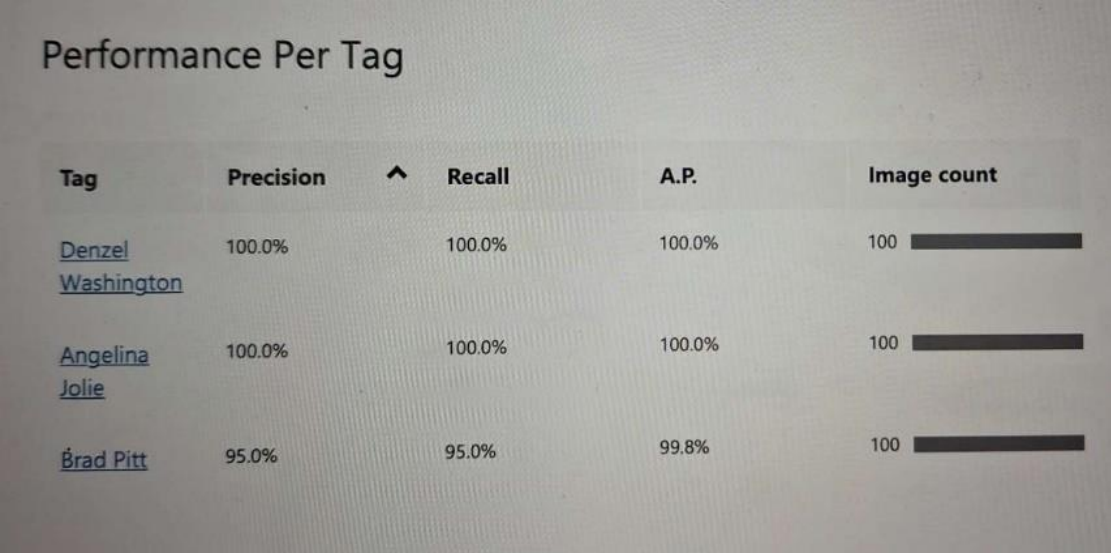 Performance Per Tag
Tag Precision Recall A.P. Image count
Denzel Washington 100.0% 100.0% 100.0% 100
Angelina Jolie 100.0% 100.0% 100.0% 100
Brad Pitt 95.0% 95.0% 99.8% 100